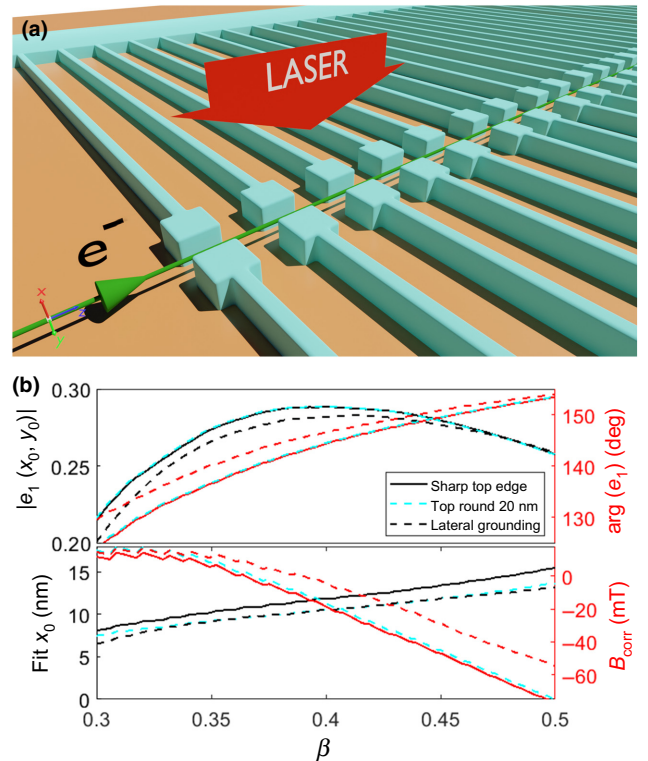 (a)
LASER
e⁻
x
y
z
(b)
|e₁ (x₀, y₀)|
0.30
0.25
0.20
150
140
130
arg (e₁) (deg)
Sharp top edge
Top round 20 nm
Lateral grounding
Fit x₀ (nm)
15
10
5
0
0
−20
−40
−60
B_corr (mT)
0.3
0.35
0.4
0.45
0.5
β